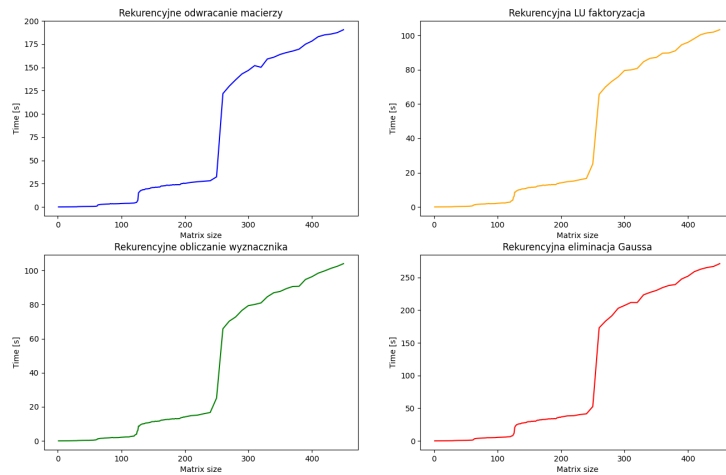 Rekurencyjne odwracanie macierzy
200
175
150
125
100
75
50
25
0
Time [s]
0 100 200 300 400
Matrix size
Rekurencyjna LU faktoryzacja
100
80
60
40
20
0
Time [s]
0 100 200 300 400
Matrix size
Rekurencyjne obliczanie wyznacznika
100
80
60
40
20
0
Time [s]
0 100 200 300 400
Matrix size
Rekurencyjna eliminacja Gaussa
250
200
150
100
50
0
Time [s]
0 100 200 300 400
Matrix size